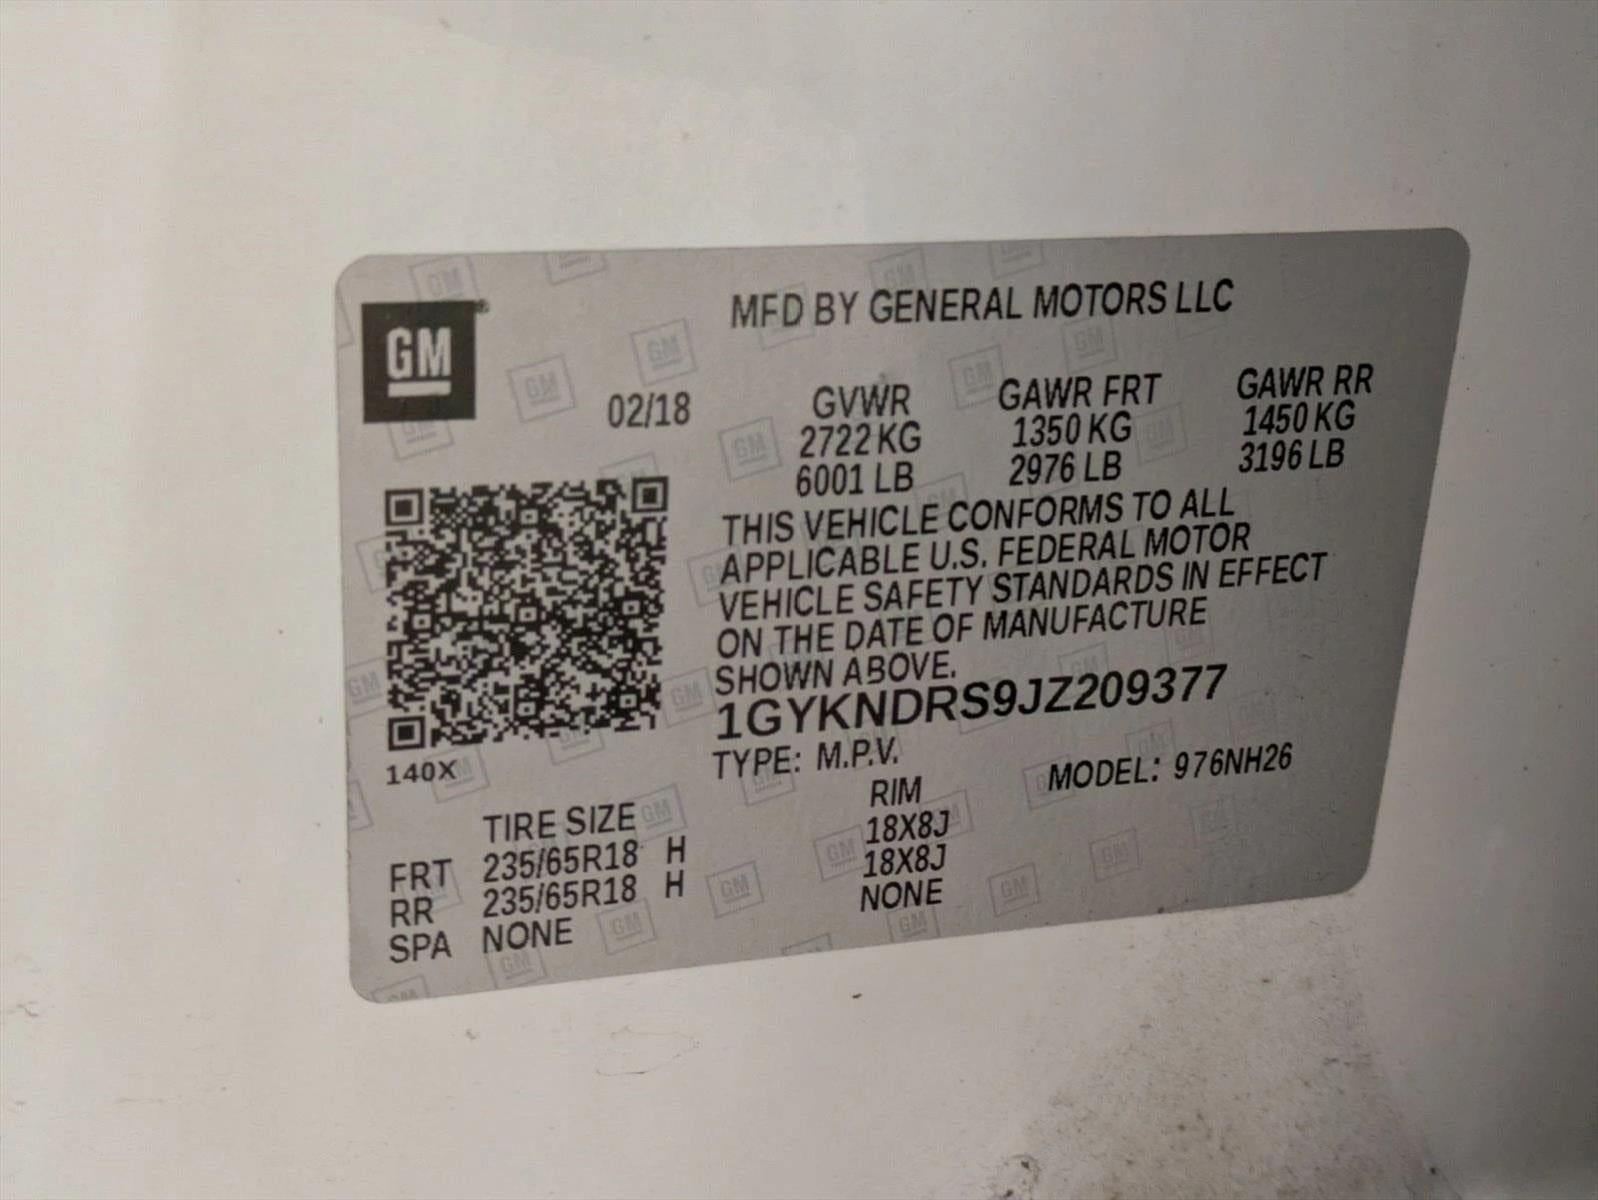 GM
MFD BY GENERAL MOTORS LLC
02/18 GVWR GAWR FRT GAWR RR
2722 KG 1350 KG 1450 KG
6001 LB 2976 LB 3196 LB
THIS VEHICLE CONFORMS TO ALL
APPLICABLE U.S. FEDERAL MOTOR
VEHICLE SAFETY STANDARDS IN EFFECT
ON THE DATE OF MANUFACTURE
SHOWN ABOVE.
1GYKNDRS9JZ209377
140X
TYPE: M.P.V. MODEL: 976NH26
TIRE SIZE RIM
FRT 235/65R18 H 18X8J
RR 235/65R18 H 18X8J
SPA NONE NONE